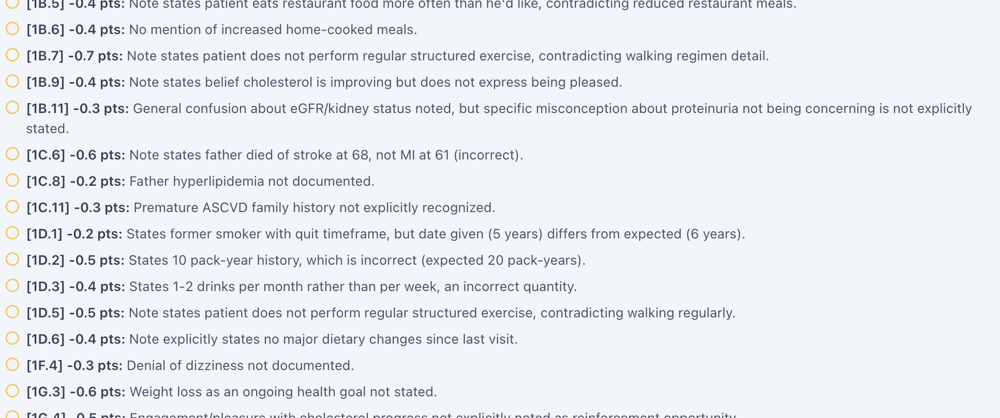 [1B.5] -0.4 pts: Note states patient eats restaurant food more often than he'd like, contradicting reduced restaurant meals.
[1B.6] -0.4 pts: No mention of increased home-cooked meals.
[1B.7] -0.7 pts: Note states patient does not perform regular structured exercise, contradicting walking regimen detail.
[1B.9] -0.4 pts: Note states belief cholesterol is improving but does not express being pleased.
[1B.11] -0.3 pts: General confusion about eGFR/kidney status noted, but specific misconception about proteinuria not being concerning is not explicitly
stated.
[1C.6] -0.6 pts: Note states father died of stroke at 68, not MI at 61 (incorrect).
[1C.8] -0.2 pts: Father hyperlipidemia not documented.
[1C.11] -0.3 pts: Premature ASCVD family history not explicitly recognized.
[1D.1] -0.2 pts: States former smoker with quit timeframe, but date given (5 years) differs from expected (6 years).
[1D.2] -0.5 pts: States 10 pack-year history, which is incorrect (expected 20 pack-years).
[1D.3] -0.4 pts: States 1-2 drinks per month rather than per week, an incorrect quantity.
[1D.5] -0.5 pts: Note states patient does not perform regular structured exercise, contradicting walking regularly.
[1D.6] -0.4 pts: Note explicitly states no major dietary changes since last visit.
[1F.4] -0.3 pts: Denial of dizziness not documented.
[1G.3] -0.6 pts: Weight loss as an ongoing health goal not stated.
[1G.4] -0.5 pts: Engagement/pleasure with cholesterol progress not explicitly noted as reinforcement opportunity.